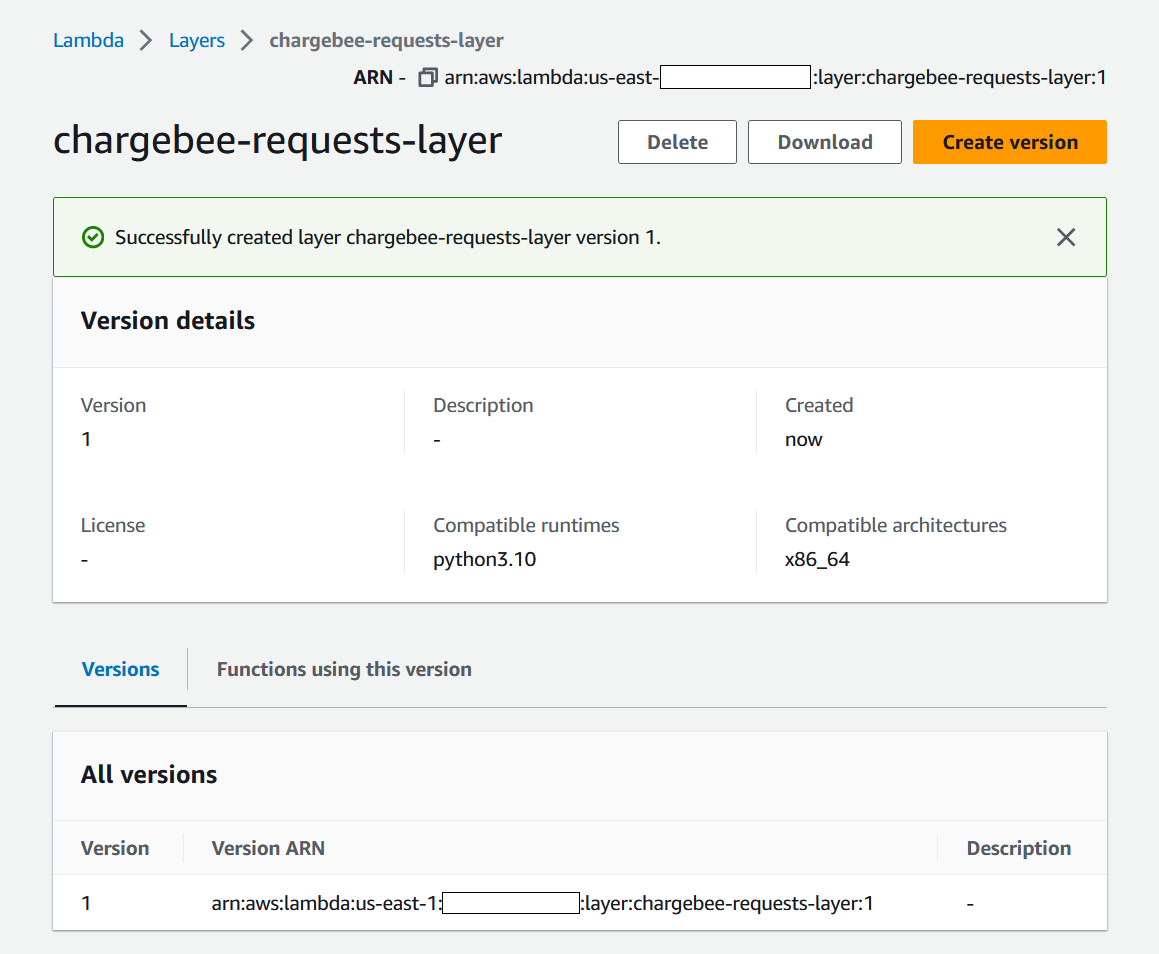 Lambda > Layers > chargebee-requests-layer
ARN - arn:aws:lambda:us-east-:layer:chargebee-requests-layer:1
chargebee-requests-layer Delete Download Create version
Successfully created layer chargebee-requests-layer version 1.
Version details
Version Description Created
1 - now
License Compatible runtimes Compatible architectures
- python3.10 x86_64
Versions Functions using this version
All versions
Version Version ARN Description
1 arn:aws:lambda:us-east-1::layer:chargebee-requests-layer:1 -